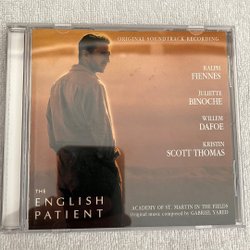 ORIGINAL SOUNDTRACK RECORDING
RALPH
FIENNES
JULIETTE
BINOCHE
WILLEM
DAFOE
KRISTIN
SCOTT THOMAS
THE
ENGLISH
PATIENT
ACADEMY OF ST. MARTIN IN THE FIELDS
Original music composed by GABRIEL YARED